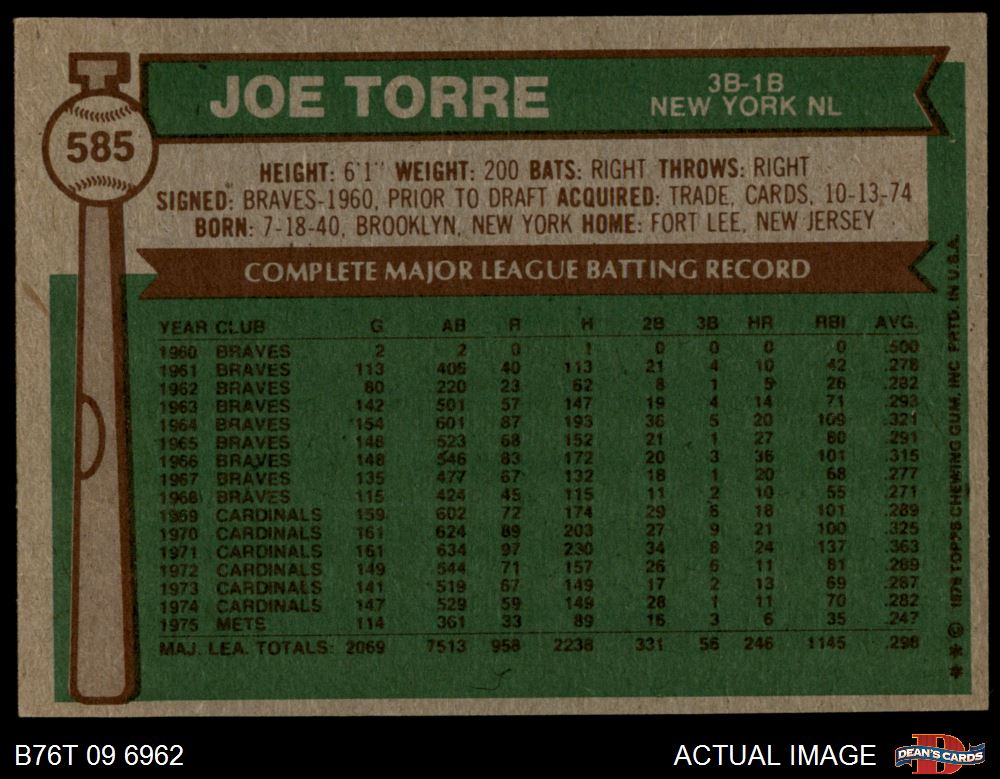 JOE TORRE
3B-1B
NEW YORK NL
585
HEIGHT: 6'1" WEIGHT: 200 BATS: RIGHT THROWS: RIGHT
SIGNED: BRAVES-1960, PRIOR TO DRAFT ACQUIRED: TRADE, CARDS, 10-13-74
BORN: 7-18-40, BROOKLYN, NEW YORK HOME: FORT LEE, NEW JERSEY
COMPLETE MAJOR LEAGUE BATTING RECORD
YEAR CLUB G AB R H 2B 3B HR RBI AVG.
1960 BRAVES 2 2 0 1 0 0 0 0 .500
1961 BRAVES 113 406 40 113 21 4 10 42 .278
1962 BRAVES 80 220 23 62 8 1 5 26 .282
1963 BRAVES 142 501 57 147 19 4 14 71 .293
1964 BRAVES 154 601 87 193 36 5 20 109 .321
1965 BRAVES 148 523 68 152 21 1 27 80 .291
1966 BRAVES 148 546 83 172 20 3 36 101 .315
1967 BRAVES 135 477 67 132 18 1 20 68 .277
1968 BRAVES 115 424 45 115 11 2 10 55 .271
1969 CARDINALS 159 602 72 174 29 6 18 101 .289
1970 CARDINALS 161 624 89 203 27 9 21 100 .325
1971 CARDINALS 161 634 97 230 34 8 24 137 .363
1972 CARDINALS 149 544 71 157 26 6 11 81 .289
1973 CARDINALS 141 519 67 149 17 2 13 69 .287
1974 CARDINALS 147 529 59 149 28 1 11 70 .282
1975 METS 114 361 33 89 16 3 6 35 .247
MAJ. LEA. TOTALS: 2069 7513 958 2238 331 56 246 1145 .298
* * © 1976 TOPPS CHEWING GUM, INC PRTD. IN U.S.A.
B76T 09 6962
ACTUAL IMAGE
DEAN'S CARDS